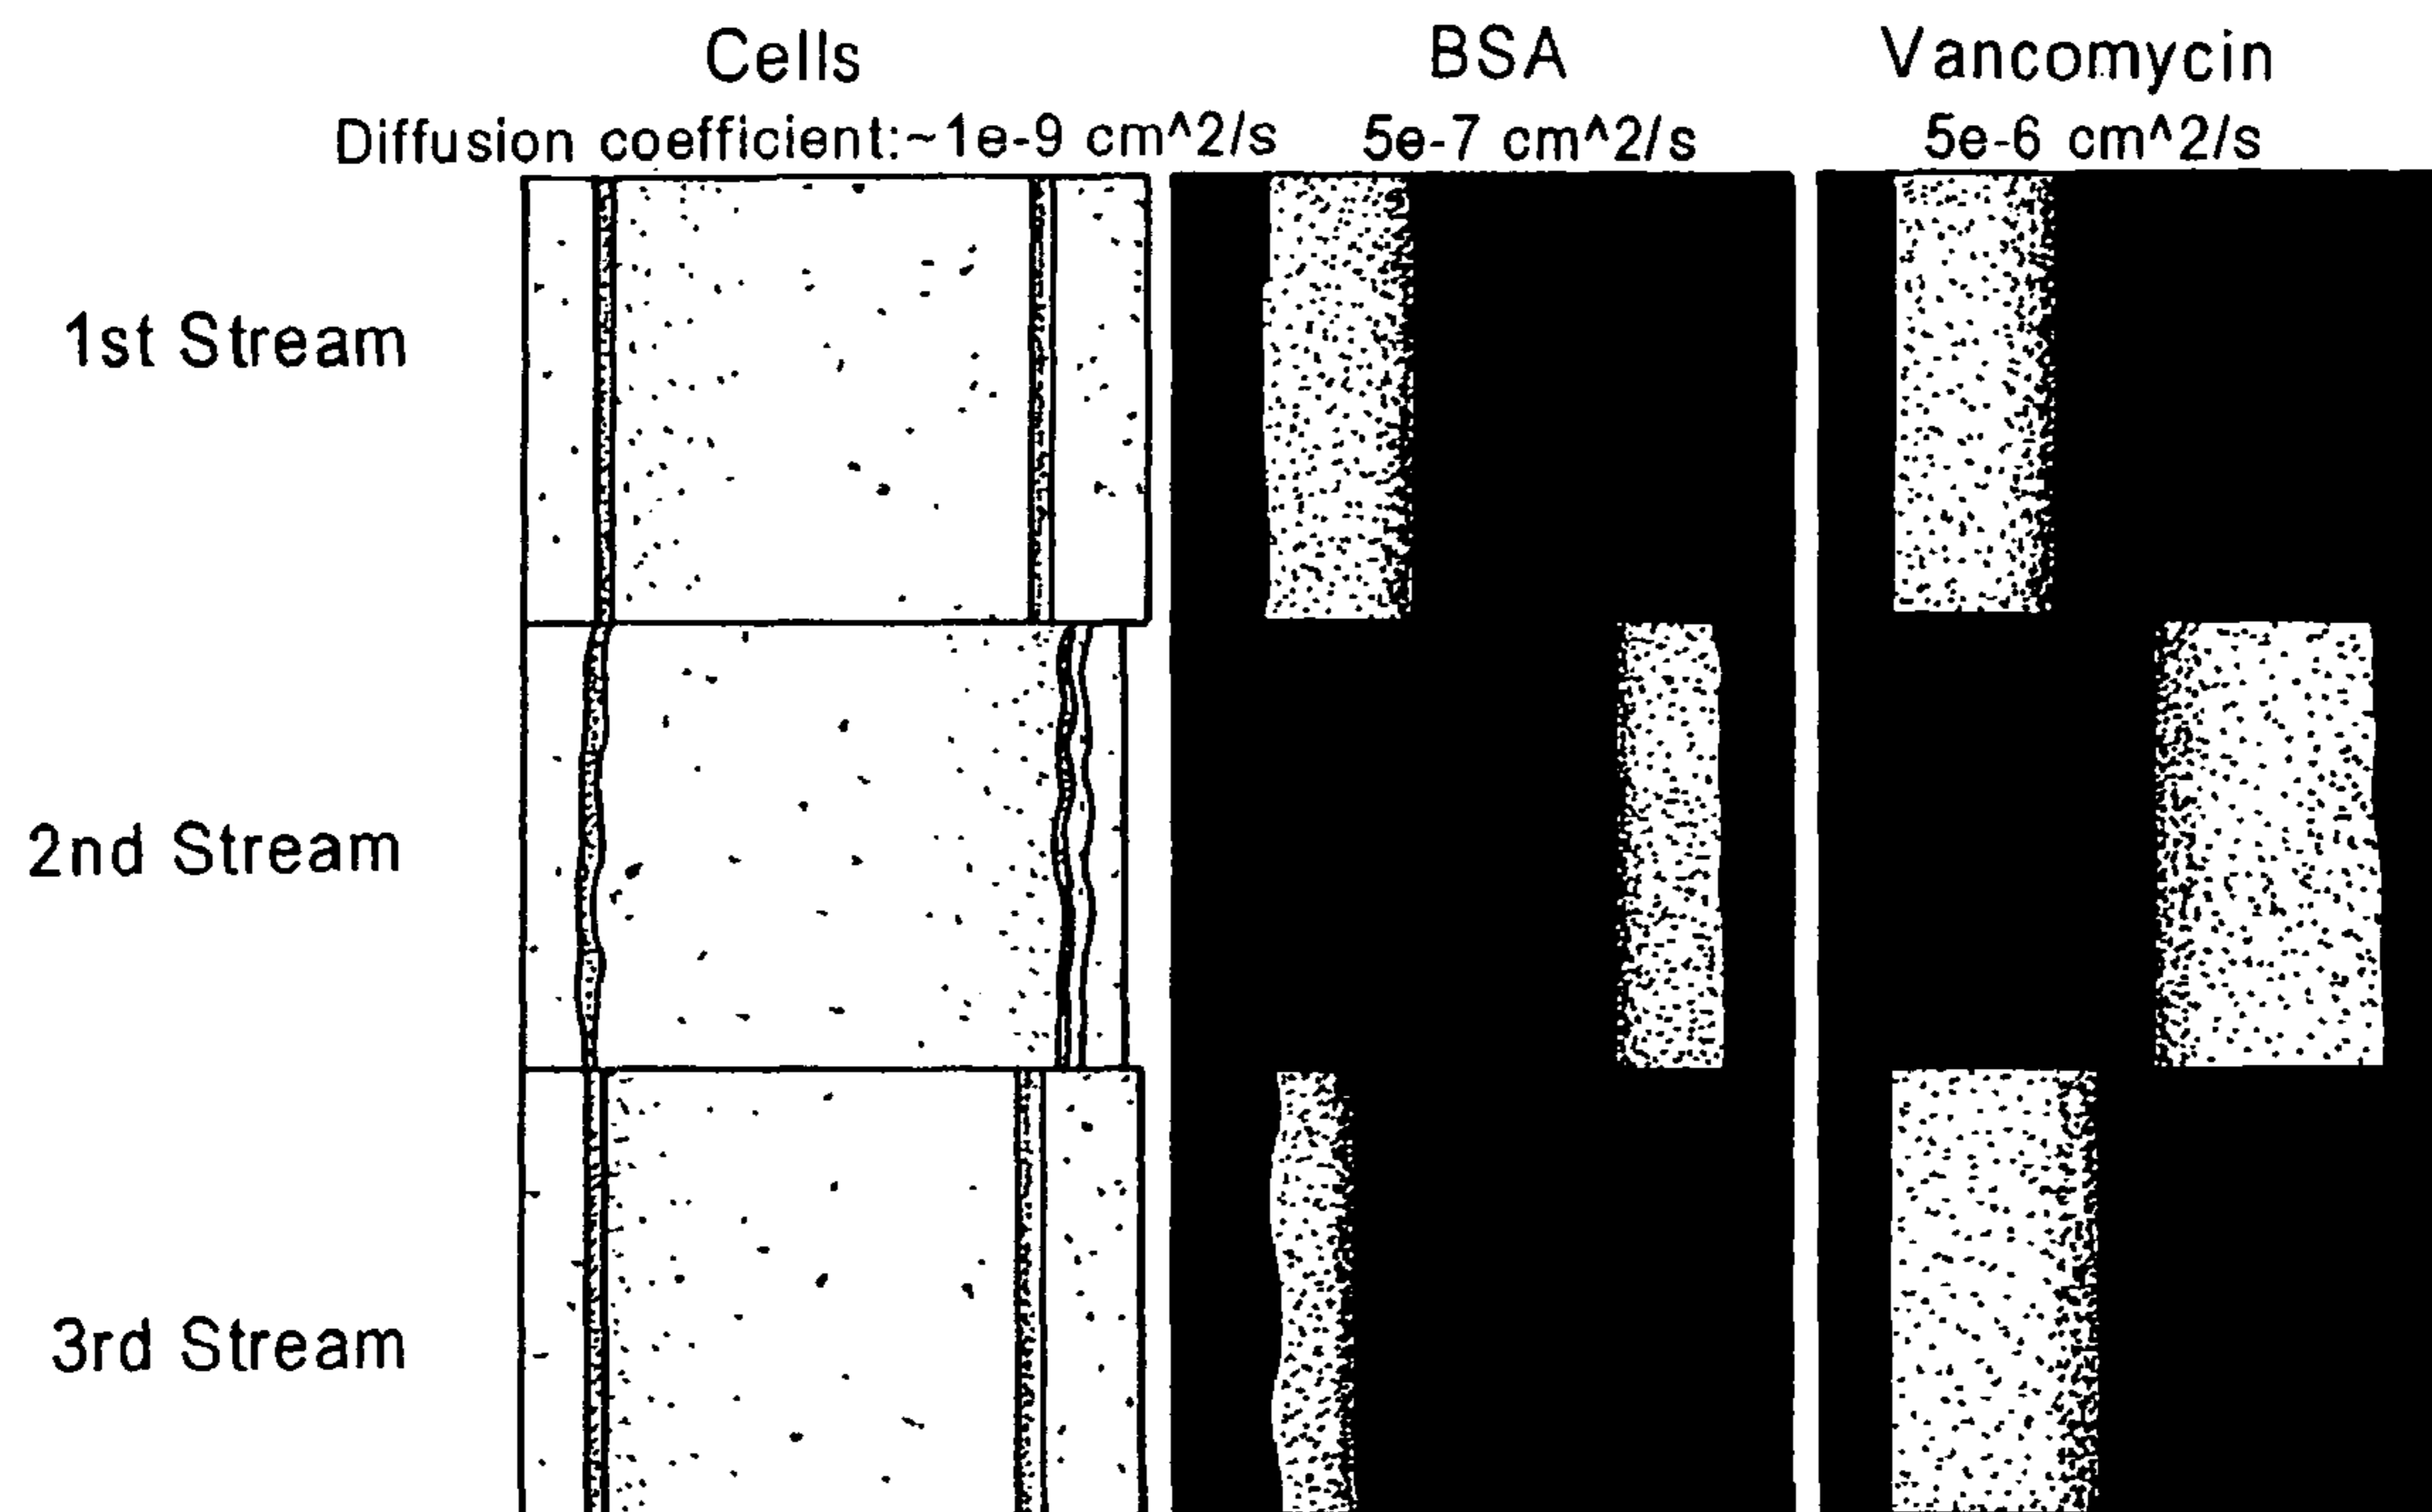 Cells BSA Vancomycin
Diffusion coefficient:~1e-9 cm^2/s 5e-7 cm^2/s 5e-6 cm^2/s
1st Stream
2nd Stream
3rd Stream